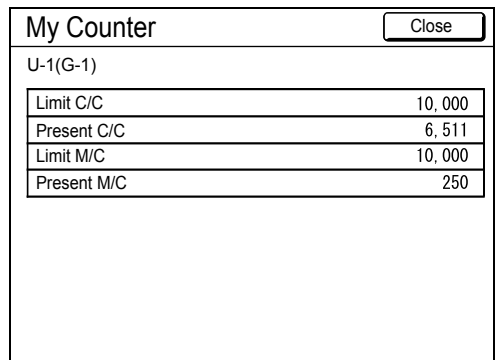 My Counter Close
U-1(G-1)
Limit C/C 10,000
Present C/C 6,511
Limit M/C 10,000
Present M/C 250